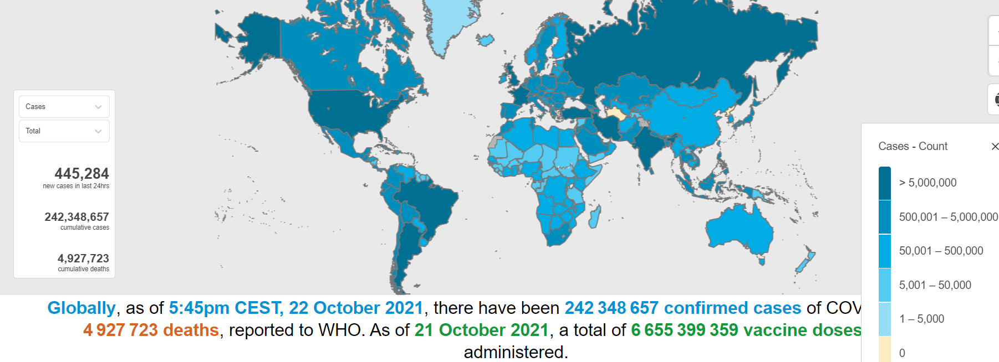 Cases
Total
445,284
new cases in last 24hrs
242,348,657
cumulative cases
4,927,723
cumulative deaths
Cases - Count
> 5,000,000
500,001 – 5,000,000
50,001 – 500,000
5,001 – 50,000
1 – 5,000
0
Globally, as of 5:45pm CEST, 22 October 2021, there have been 242 348 657 confirmed cases of COV
4 927 723 deaths, reported to WHO. As of 21 October 2021, a total of 6 655 399 359 vaccine doses
administered.